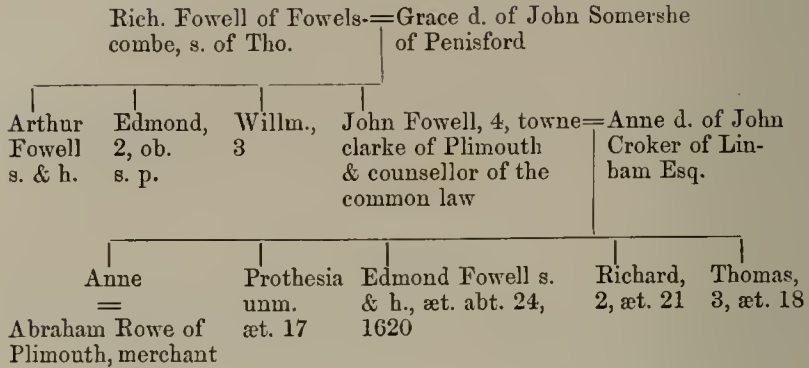 Rich. Fowell of Fowels-=Grace d. of John Somershe
combe, s. of Tho. of Penisford
Arthur
Fowell
s. & h.
Edmond,
2, ob.
s. p.
Willm.,
3
John Fowell, 4, towne=Anne d. of John
clarke of Plimouth Croker of Lin-
& counsellor of the ham Esq.
common law
Anne
=
Abraham Rowe of
Plimouth, merchant
Prothesia
unm.
æt. 17
Edmond Fowell s.
& h., æt. abt. 24,
1620
Richard,
2, æt. 21
Thomas,
3, æt. 18